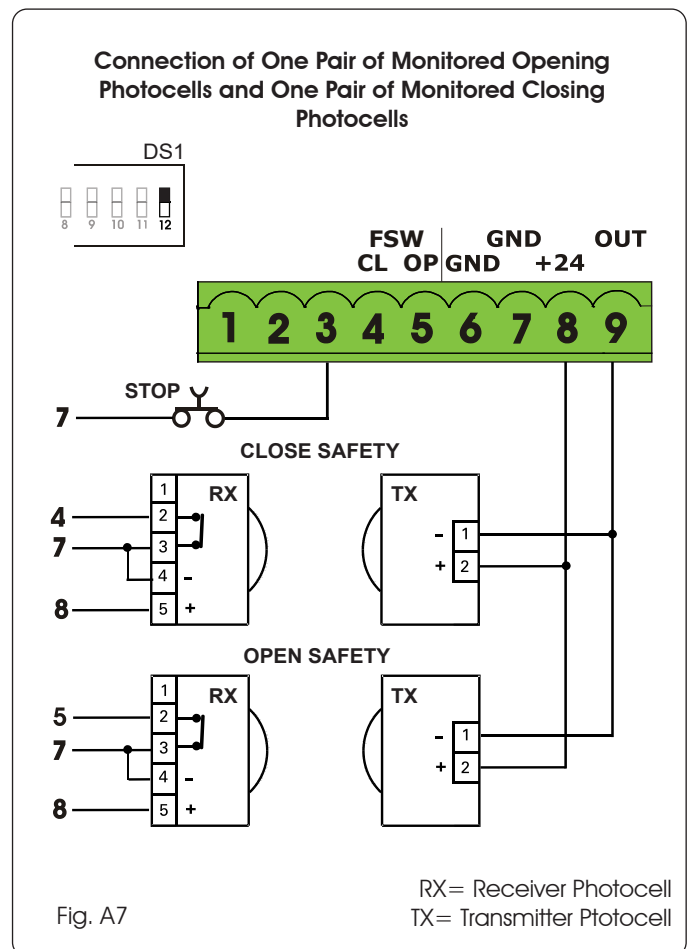 Connection of One Pair of Monitored Opening
Photocells and One Pair of Monitored Closing
Photocells
DS1
8 9 10 11 12
FSW GND OUT
CL OP GND +24
1 2 3 4 5 6 7 8 9
STOP
7
CLOSE SAFETY
1 RX TX
4 2
- 1
7 3
+ 2
4 -
8 5 +
OPEN SAFETY
1 RX TX
5 2
- 1
7 3
+ 2
4 -
8 5 +
RX= Receiver Photocell
Fig. A7 TX= Transmitter Ptotocell